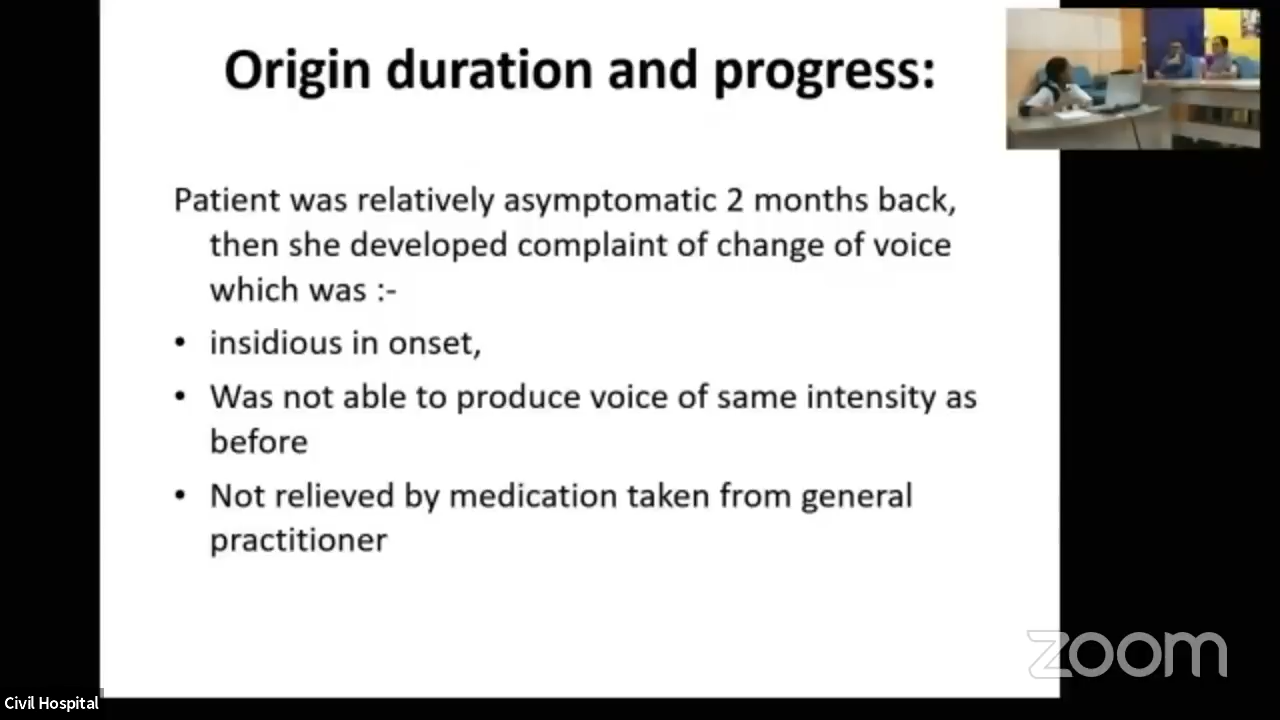 Origin duration and progress:
Patient was relatively asymptomatic 2 months back,
then she developed complaint of change of voice
which was :-
• insidious in onset,
• Was not able to produce voice of same intensity as
before
• Not relieved by medication taken from general
practitioner
zoom
Civil Hospital